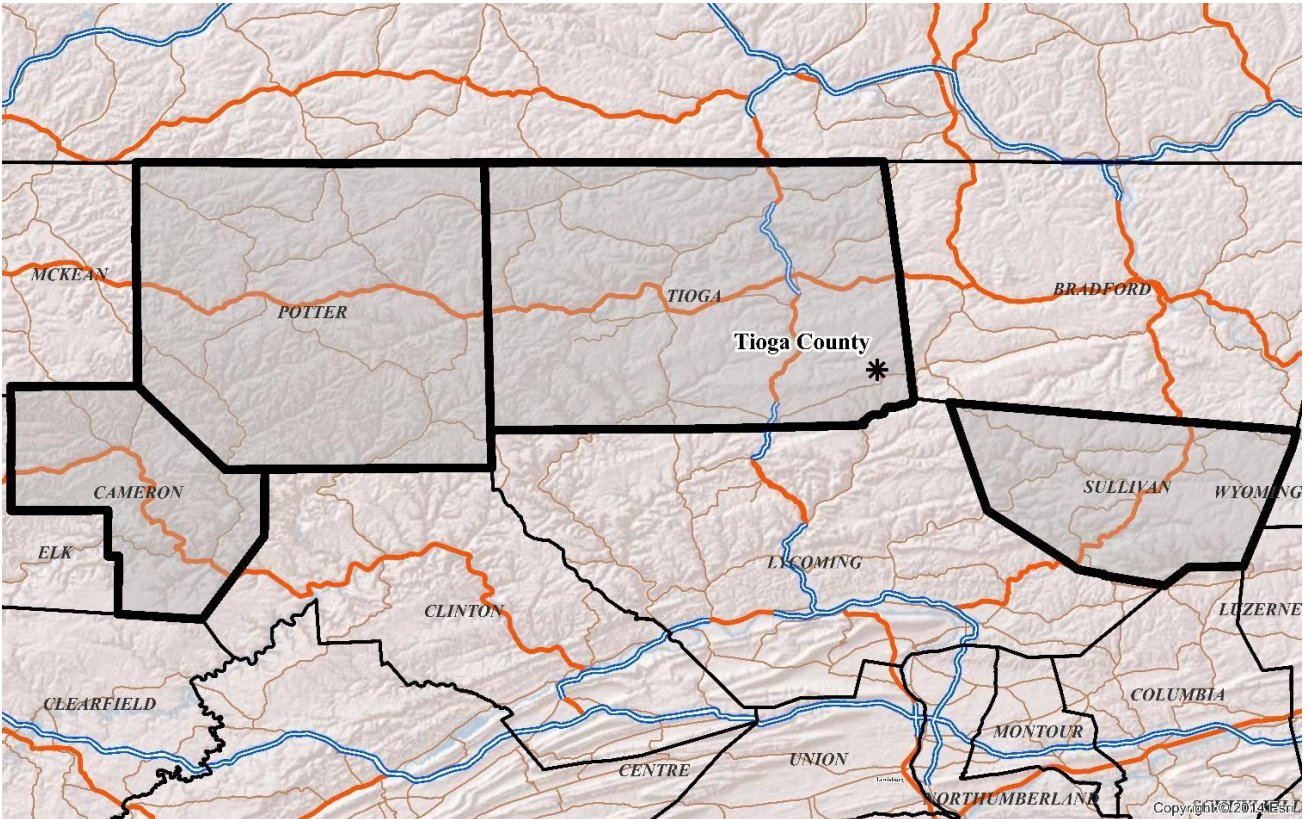 MCKEAN
POTTER
TIOGA
BRADFORD
Tioga County
CAMERON
SULLIVAN
WYOMING
ELK
LYCOMING
CLINTON
LUZERNE
CLEARFIELD
COLUMBIA
MONTOUR
UNION
CENTRE
Lewisburg
NORTHUMBERLAND
Copyright:© 2014 Esri